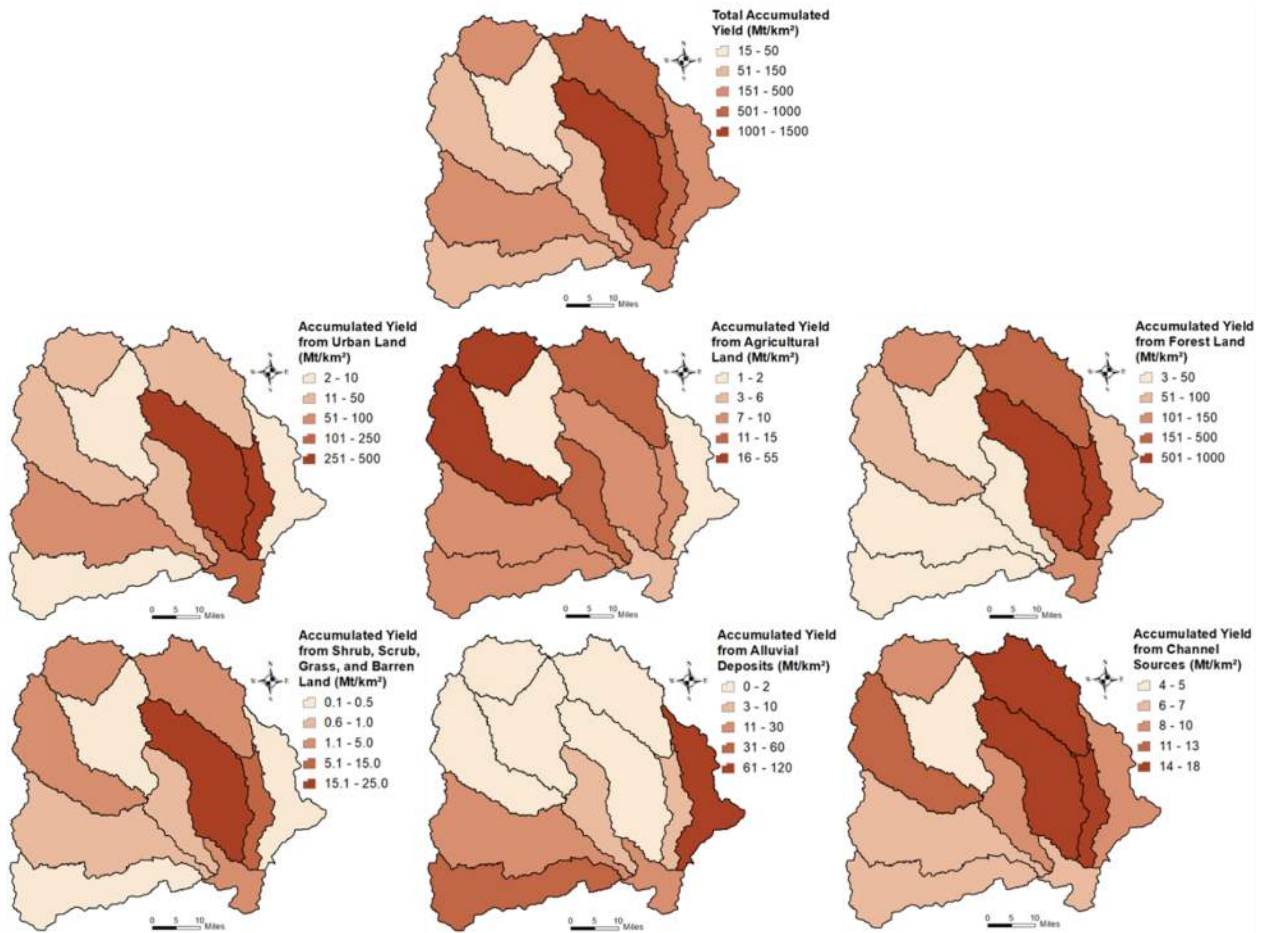 Total Accumulated
Yield (Mt/km²)
15 - 50
51 - 150
151 - 500
501 - 1000
1001 - 1500
N
W E
S
0 5 10
Miles
Accumulated Yield
from Urban Land
(Mt/km²)
2 - 10
11 - 50
51 - 100
101 - 250
251 - 500
N
W E
S
0 5 10
Miles
Accumulated Yield
from Agricultural
Land (Mt/km²)
1 - 2
3 - 6
7 - 10
11 - 15
16 - 55
N
W E
S
0 5 10
Miles
Accumulated Yield
from Forest Land
(Mt/km²)
3 - 50
51 - 100
101 - 150
151 - 500
501 - 1000
N
W E
S
0 5 10
Miles
Accumulated Yield
from Shrub, Scrub,
Grass, and Barren
Land (Mt/km²)
0.1 - 0.5
0.6 - 1.0
1.1 - 5.0
5.1 - 15.0
15.1 - 25.0
N
W E
S
0 5 10
Miles
Accumulated Yield
from Alluvial
Deposits (Mt/km²)
0 - 2
3 - 10
11 - 30
31 - 60
61 - 120
N
W E
S
0 5 10
Miles
Accumulated Yield
from Channel
Sources (Mt/km²)
4 - 5
6 - 7
8 - 10
11 - 13
14 - 18
N
W E
S
0 5 10
Miles